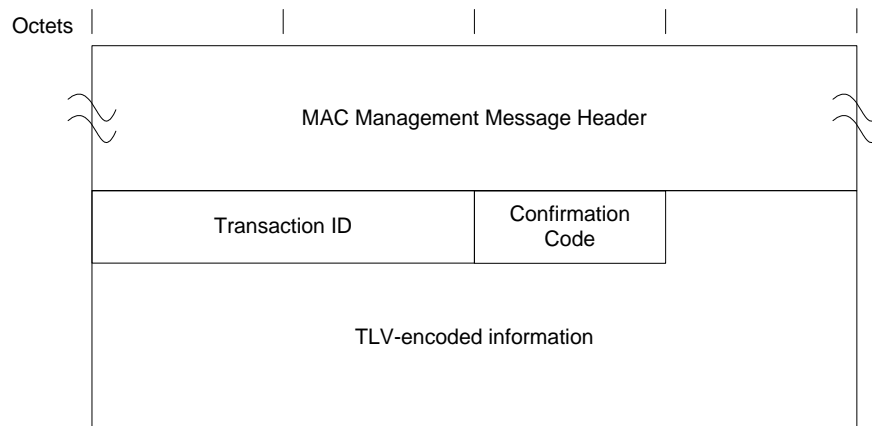 Octets
MAC Management Message Header
Transaction ID
Confirmation
Code
TLV-encoded information